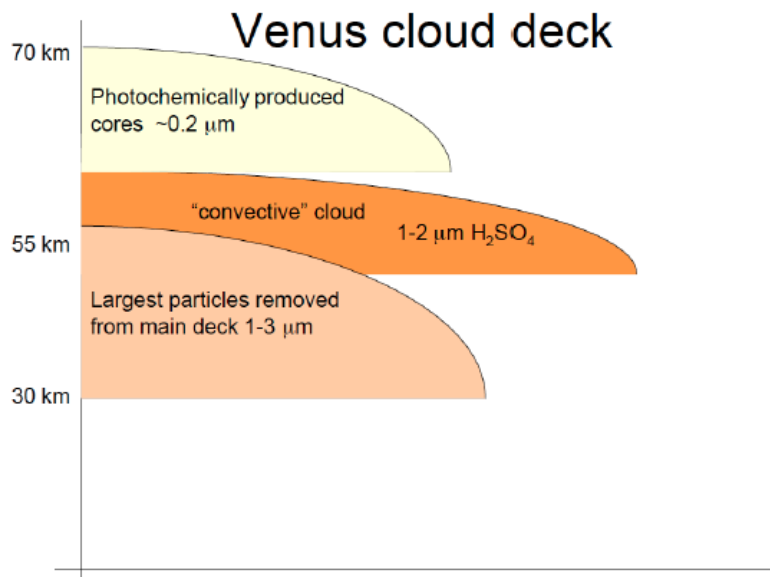 Venus cloud deck
70 km
Photochemically produced
cores ~0.2 μm
“convective” cloud
1-2 μm H₂SO₄
55 km
Largest particles removed
from main deck 1-3 μm
30 km